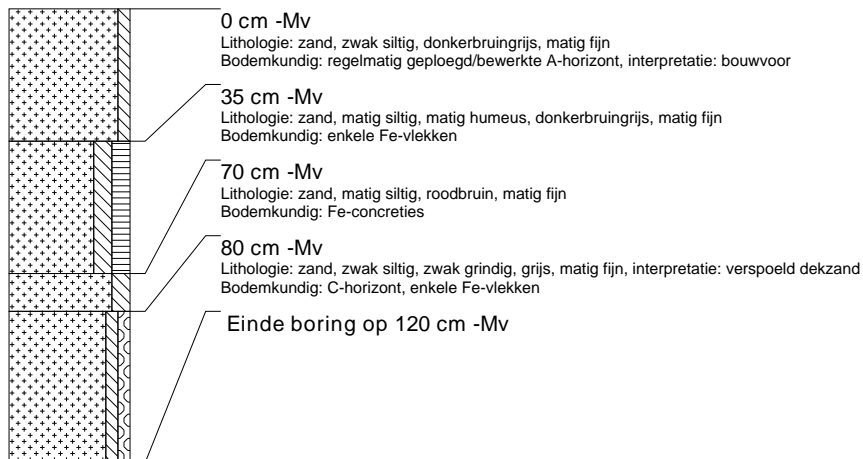 0 cm -Mv
Lithologie: zand, zwak siltig, donkerbruingrijs, matig fijn
Bodemkundig: regelmatig geploegd/bewerkte A-horizont, interpretatie: bouwvoor
35 cm -Mv
Lithologie: zand, matig siltig, matig humeus, donkerbruingrijs, matig fijn
Bodemkundig: enkele Fe-vlekken
70 cm -Mv
Lithologie: zand, matig siltig, roodbruin, matig fijn
Bodemkundig: Fe-concreties
80 cm -Mv
Lithologie: zand, zwak siltig, zwak grindig, grijs, matig fijn, interpretatie: verspoeld dekzand
Bodemkundig: C-horizont, enkele Fe-vlekken
Einde boring op 120 cm -Mv